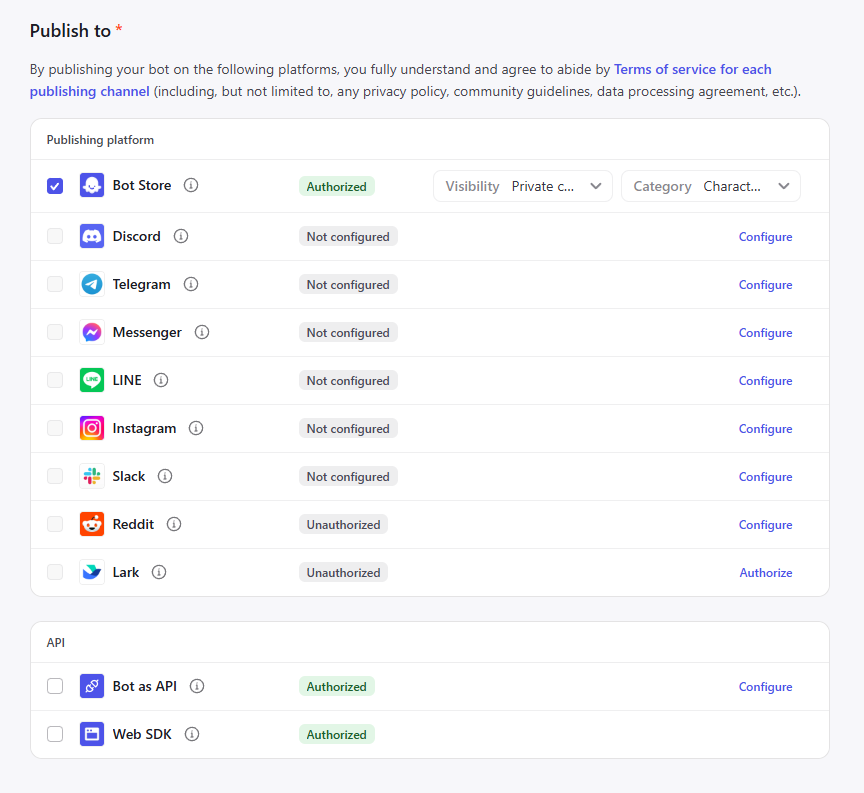 Publish to *
By publishing your bot on the following platforms, you fully understand and agree to abide by Terms of service for each
publishing channel (including, but not limited to, any privacy policy, community guidelines, data processing agreement, etc.).
Publishing platform
Bot Store Authorized Visibility Private c... Category Charact...
Discord Not configured Configure
Telegram Not configured Configure
Messenger Not configured Configure
LINE LINE Not configured Configure
Instagram Not configured Configure
Slack Not configured Configure
Reddit Unauthorized Configure
Lark Unauthorized Authorize
API
Bot as API Authorized Configure
Web SDK Authorized